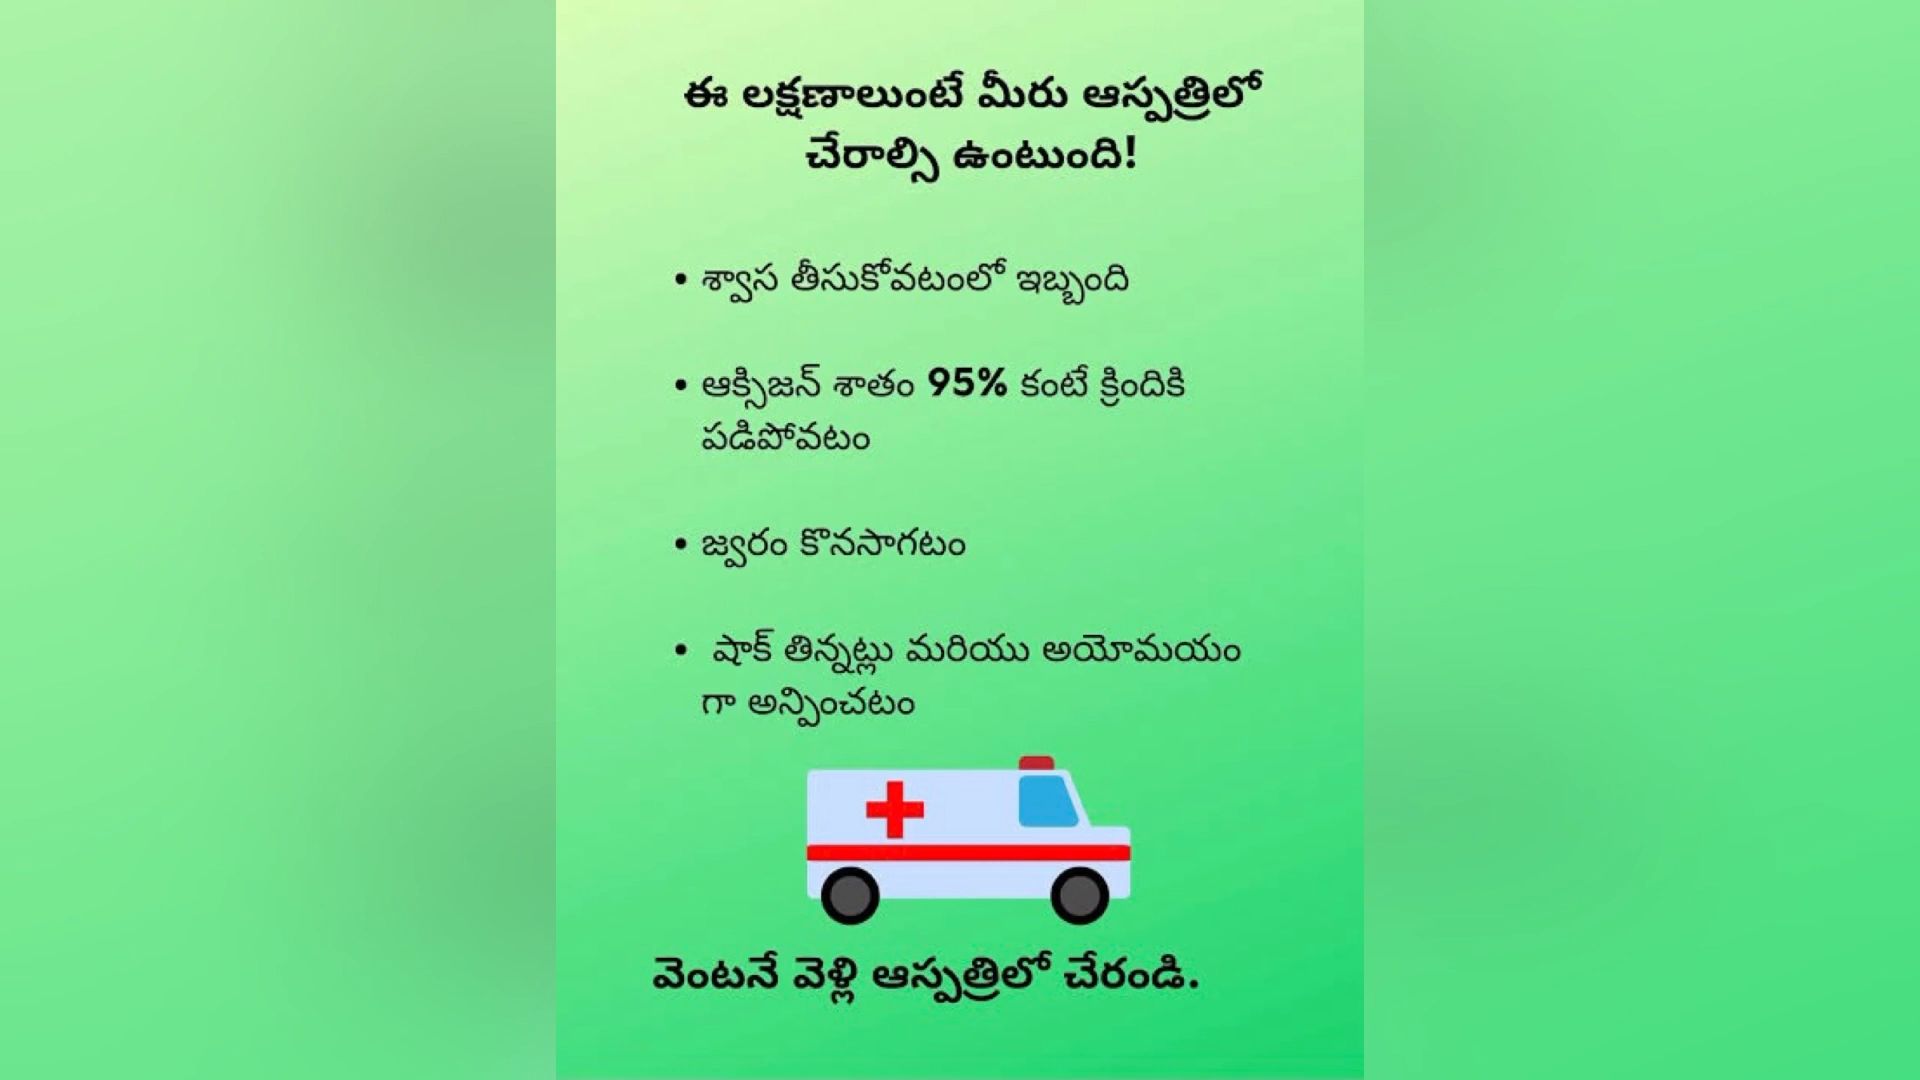 ఈ లక్షణాలుంటే మీరు ఆస్పత్రిలో
చేరాల్సి ఉంటుంది!
• శ్వాస తీసుకోవటంలో ఇబ్బంది
• ఆక్సిజన్ శాతం 95% కంటే క్రిందికి
పడిపోవటం
• జ్వరం కొనసాగటం
• షాక్ తిన్నట్లు మరియు అయోమయం
గా అన్పించటం
వెంటనే వెళ్లి ఆస్పత్రిలో చేరండి.